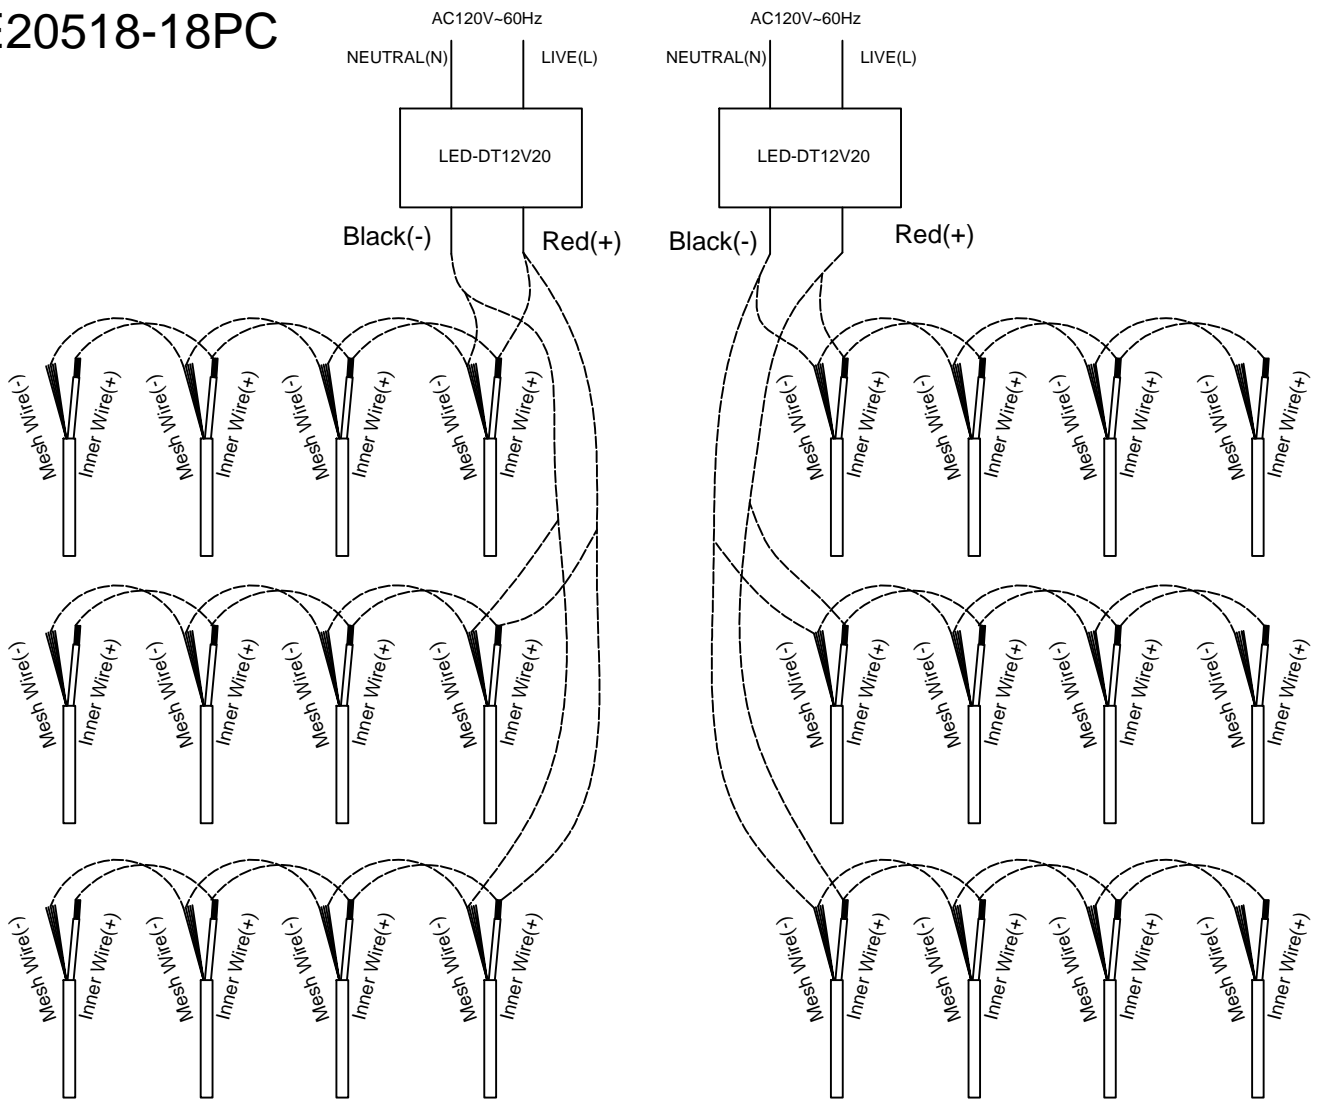 E20518-18PC
AC120V~60Hz
NEUTRAL(N)
LIVE(L)
LED-DT12V20
Black(-)
Red(+)
AC120V~60Hz
NEUTRAL(N)
LIVE(L)
LED-DT12V20
Black(-)
Red(+)
Mesh Wire(-)
Inner Wire(+)
Mesh Wire(-)
Inner Wire(+)
Mesh Wire(-)
Inner Wire(+)
Mesh Wire(-)
Inner Wire(+)
Mesh Wire(-)
Inner Wire(+)
Mesh Wire(-)
Inner Wire(+)
Mesh Wire(-)
Inner Wire(+)
Mesh Wire(-)
Inner Wire(+)
Mesh Wire(-)
Inner Wire(+)
Mesh Wire(-)
Inner Wire(+)
Mesh Wire(-)
Inner Wire(+)
Mesh Wire(-)
Inner Wire(+)
Mesh Wire(-)
Inner Wire(+)
Mesh Wire(-)
Inner Wire(+)
Mesh Wire(-)
Inner Wire(+)
Mesh Wire(-)
Inner Wire(+)
Mesh Wire(-)
Inner Wire(+)
Mesh Wire(-)
Inner Wire(+)
Mesh Wire(-)
Inner Wire(+)
Mesh Wire(-)
Inner Wire(+)
Mesh Wire(-)
Inner Wire(+)
Mesh Wire(-)
Inner Wire(+)
Mesh Wire(-)
Inner Wire(+)
Mesh Wire(-)
Inner Wire(+)